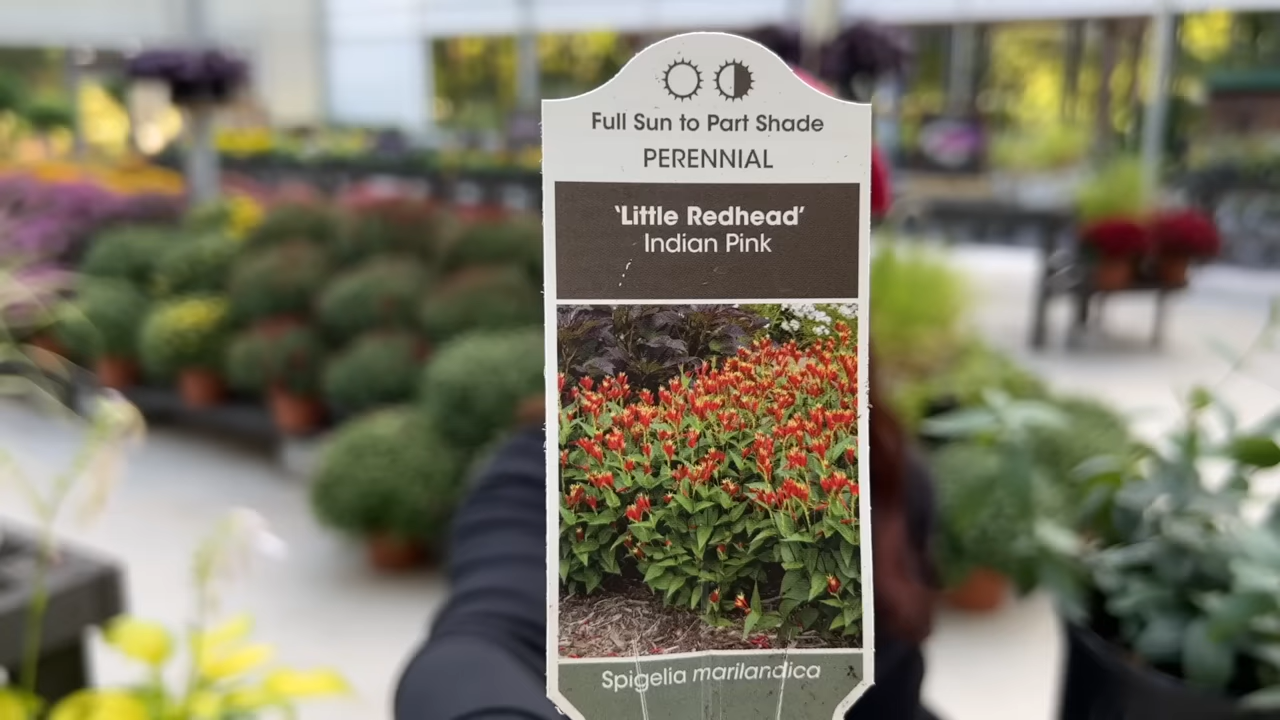 Full Sun to Part Shade
PERENNIAL
‘Little Redhead’
Indian Pink
Spigelia marilandica